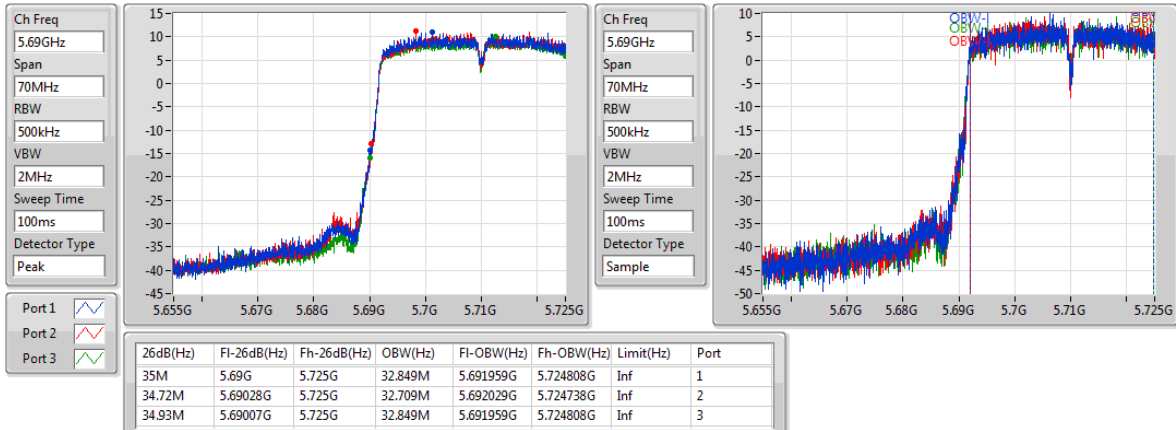 Ch Freq
5.69GHz
Span
70MHz
RBW
500kHz
VBW
2MHz
Sweep Time
100ms
Detector Type
Peak
Port 1
Port 2
Port 3
15
10
5
0
-5
-10
-15
-20
-25
-30
-35
-40
-45
5.655G 5.67G 5.68G 5.69G 5.7G 5.71G 5.725G
Ch Freq
5.69GHz
Span
70MHz
RBW
500kHz
VBW
2MHz
Sweep Time
100ms
Detector Type
Sample
10
5
0
-5
-10
-15
-20
-25
-30
-35
-40
-45
-50
OBW-
OBW
5.655G 5.67G 5.68G 5.69G 5.7G 5.71G 5.725G
26dB(Hz) Fl-26dB(Hz) Fh-26dB(Hz) OBW(Hz) Fl-OBW(Hz) Fh-OBW(Hz) Limit(Hz) Port
35M 5.69G 5.725G 32.849M 5.691959G 5.724808G Inf 1
34.72M 5.69028G 5.725G 32.709M 5.692029G 5.724738G Inf 2
34.93M 5.69007G 5.725G 32.849M 5.691959G 5.724808G Inf 3